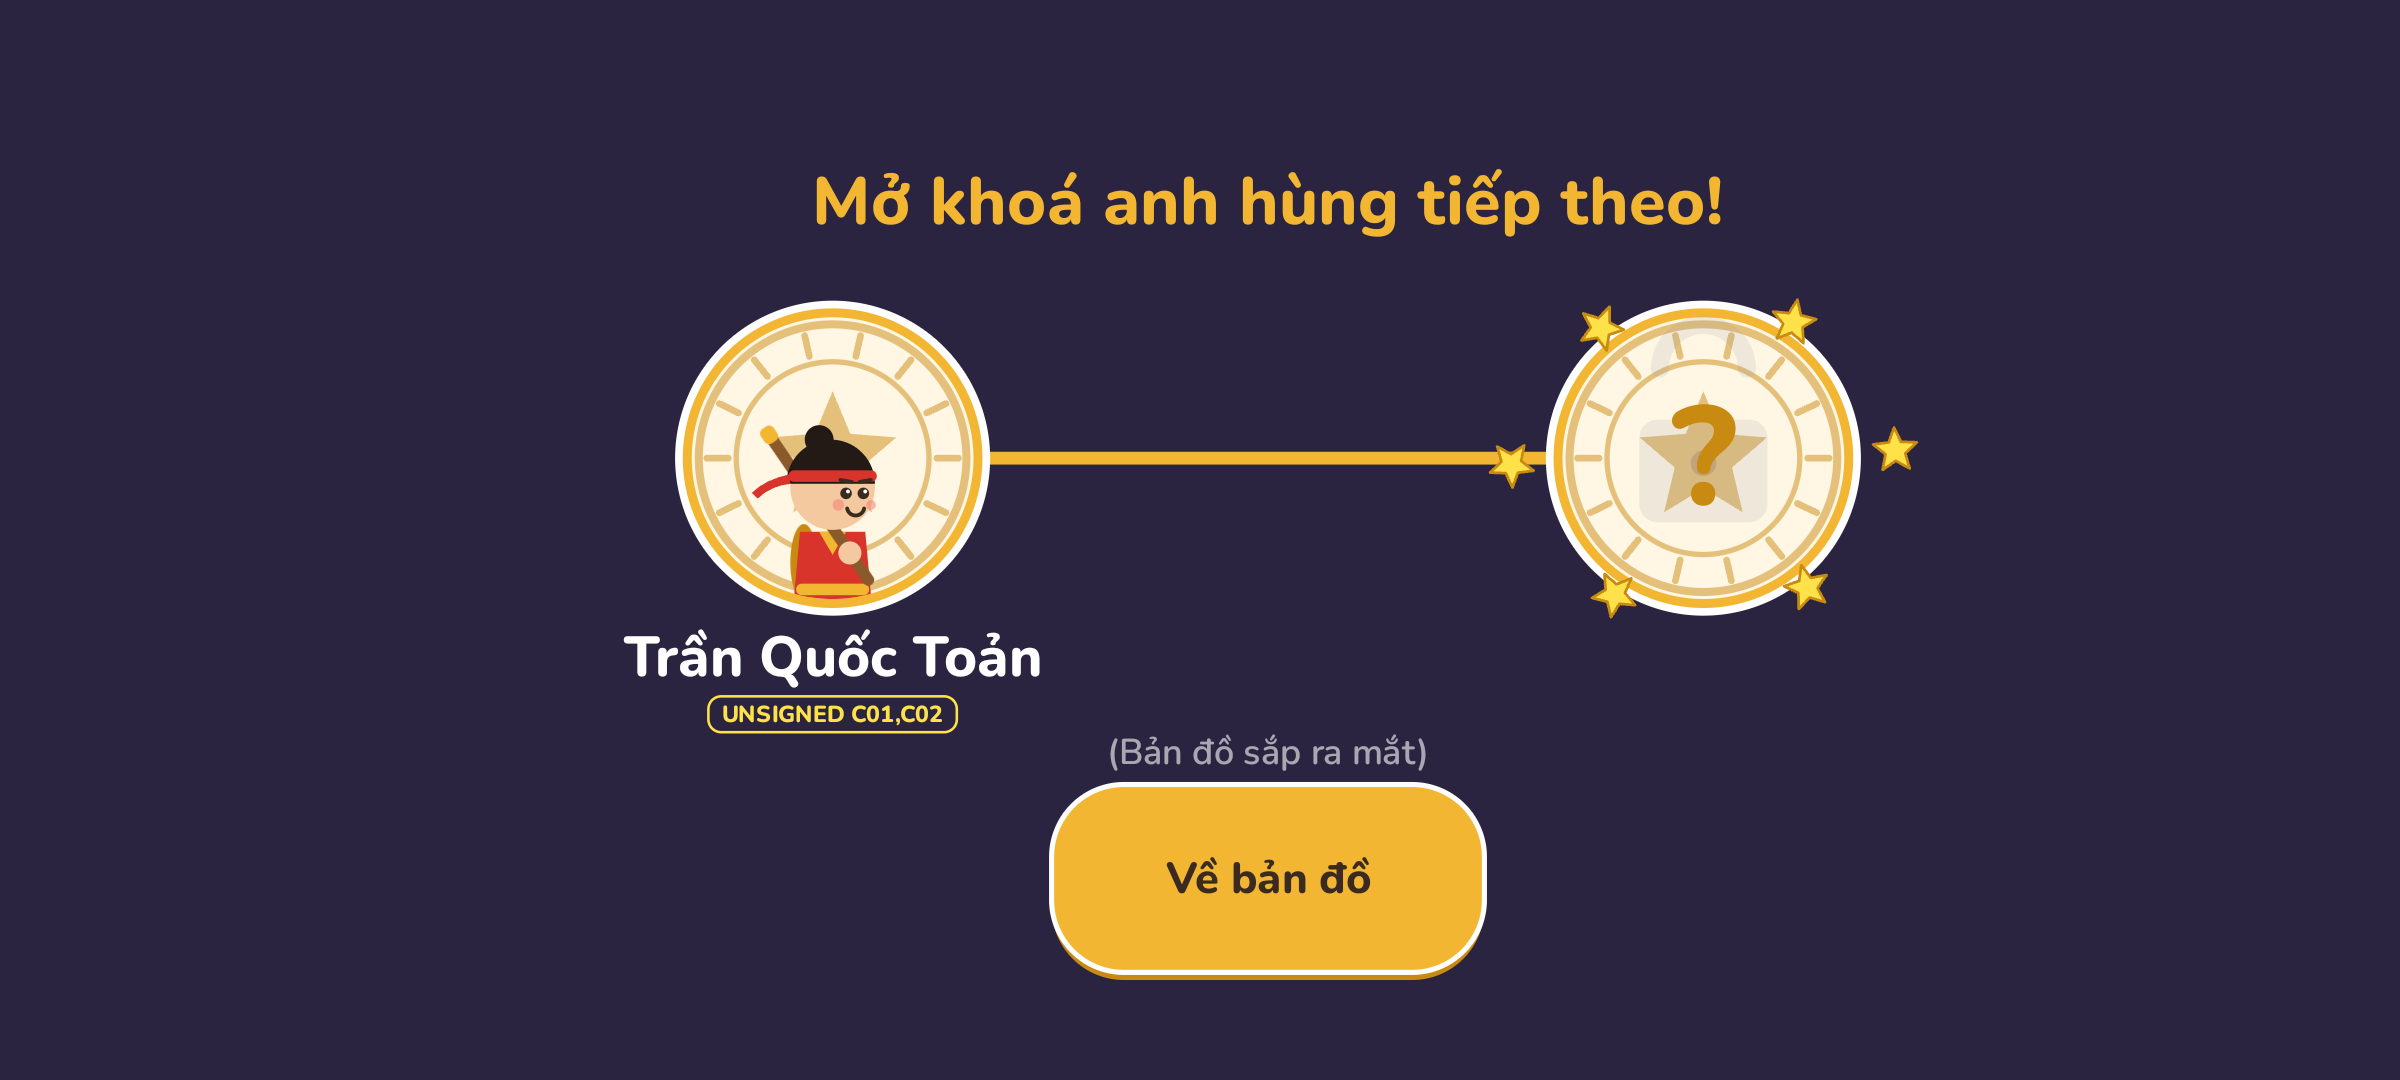 Mở khoá anh hùng tiếp theo!
?
Trần Quốc Toản
UNSIGNED C01,C02
(Bản đồ sắp ra mắt)
Về bản đồ